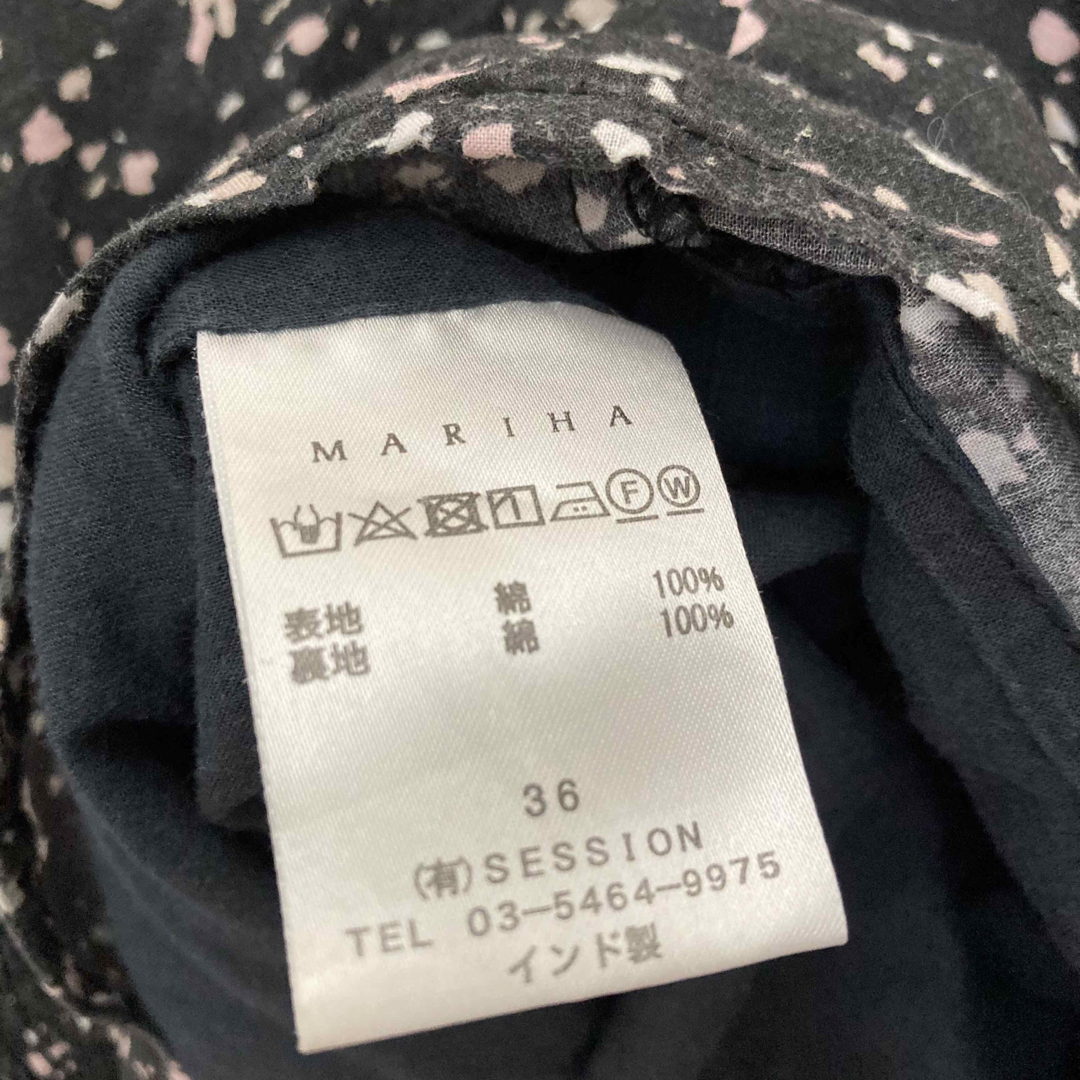 MARIHA
F W
表地 綿 100%
裏地 綿 100%
36
(有)SESSION
TEL 03-5464-9975
インド製